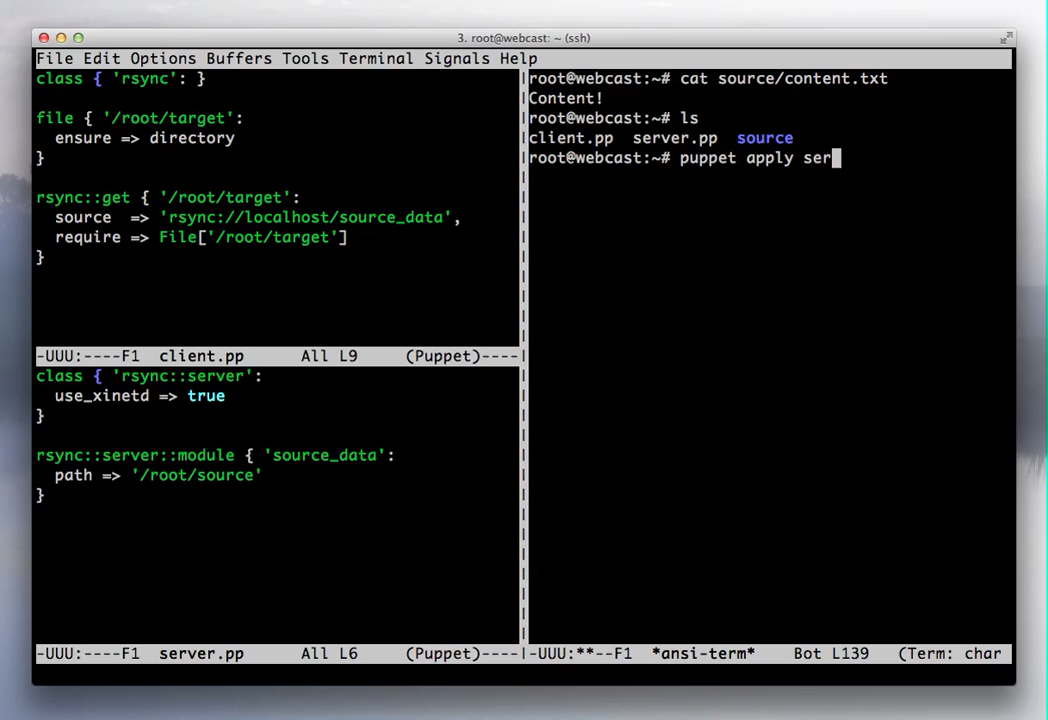 3. root@webcast: ~ (ssh)
File Edit Options Buffers Tools Terminal Signals Help
class { 'rsync': }
file { '/root/target':
  ensure => directory
}
rsync::get { '/root/target':
  source  => 'rsync://localhost/source_data',
  require => File['/root/target']
}
-UUU:----F1  client.pp      All L9     (Puppet)----
class { 'rsync::server':
  use_xinetd => true
}
rsync::server::module { 'source_data':
  path => '/root/source'
}
-UUU:----F1  server.pp      All L6     (Puppet)----
root@webcast:~# cat source/content.txt
Content!
root@webcast:~# ls
client.pp  server.pp  source
root@webcast:~# puppet apply ser
-UUU:**--F1  *ansi-term*    Bot L139   (Term: char